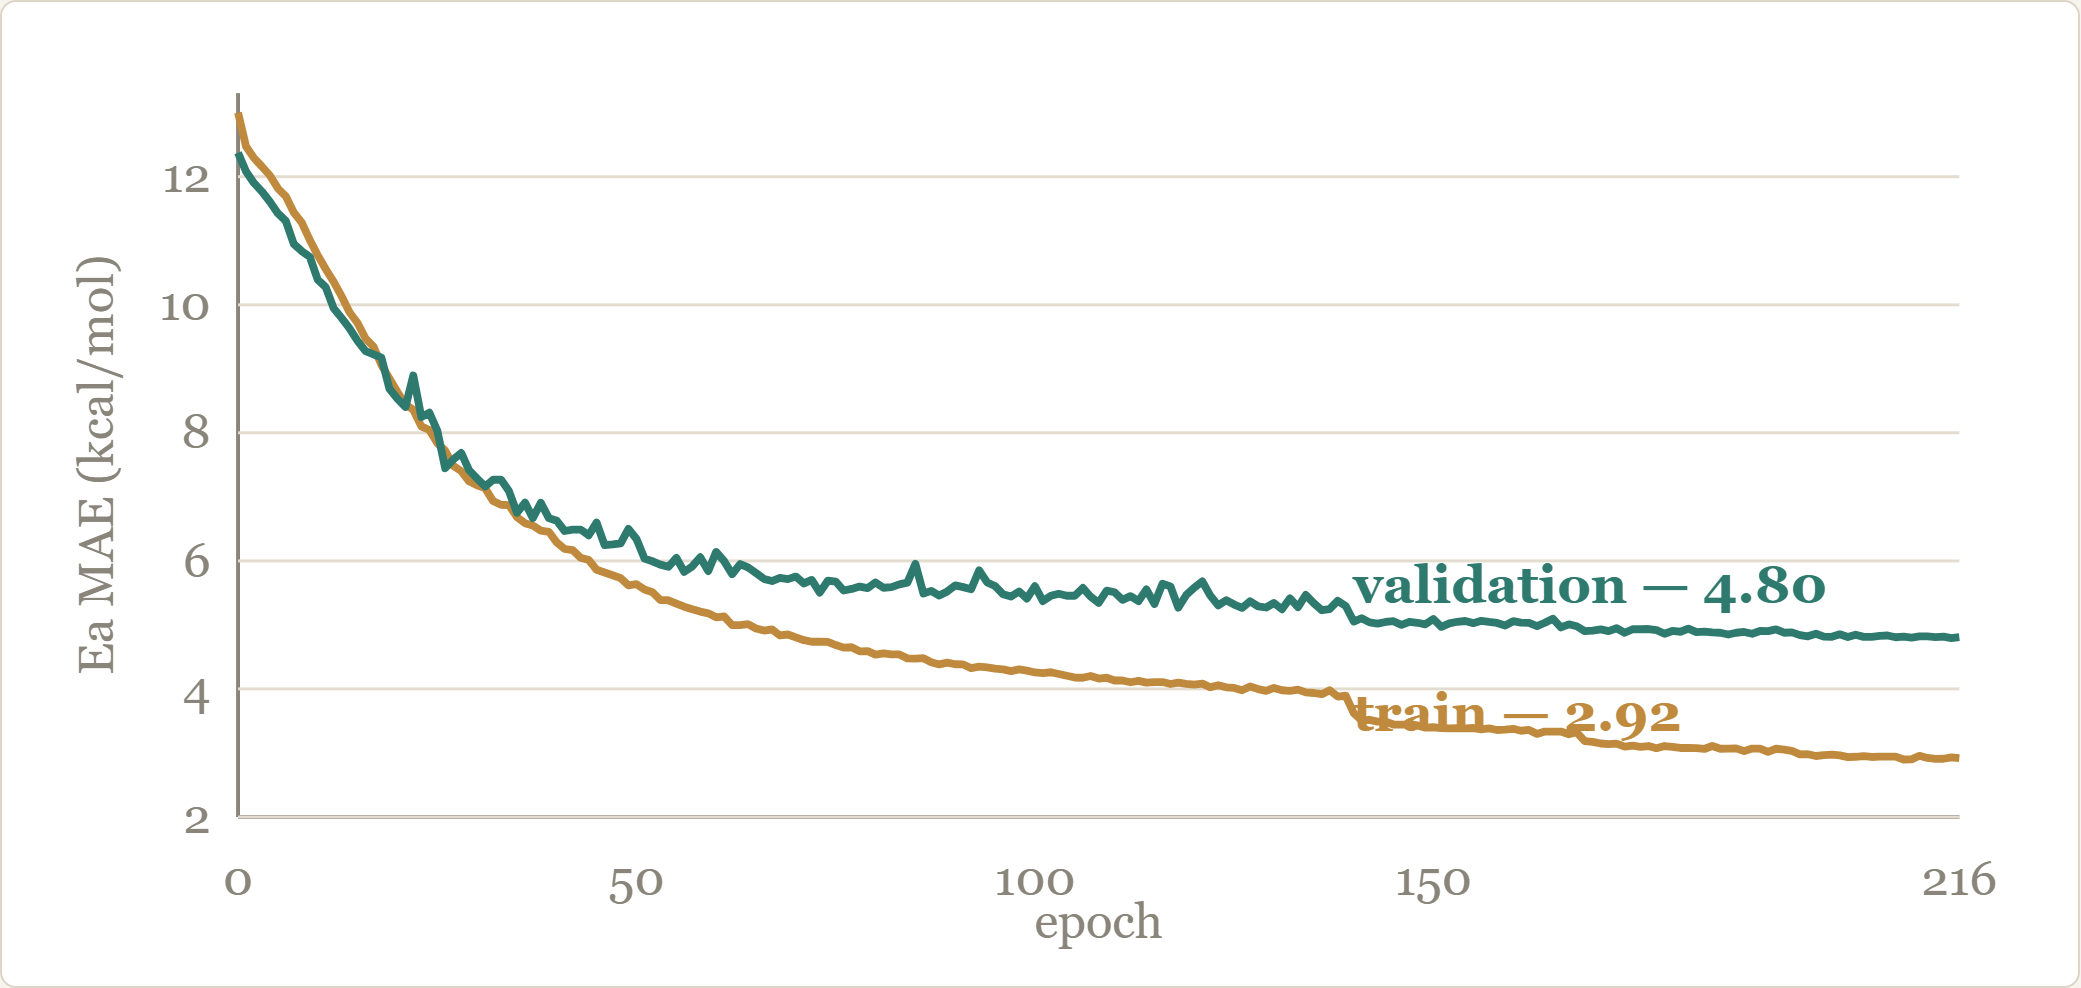 Ea MAE (kcal/mol)
12
10
8
6
4
2
validation — 4.80
train — 2.92
0 50 100 150 216
epoch